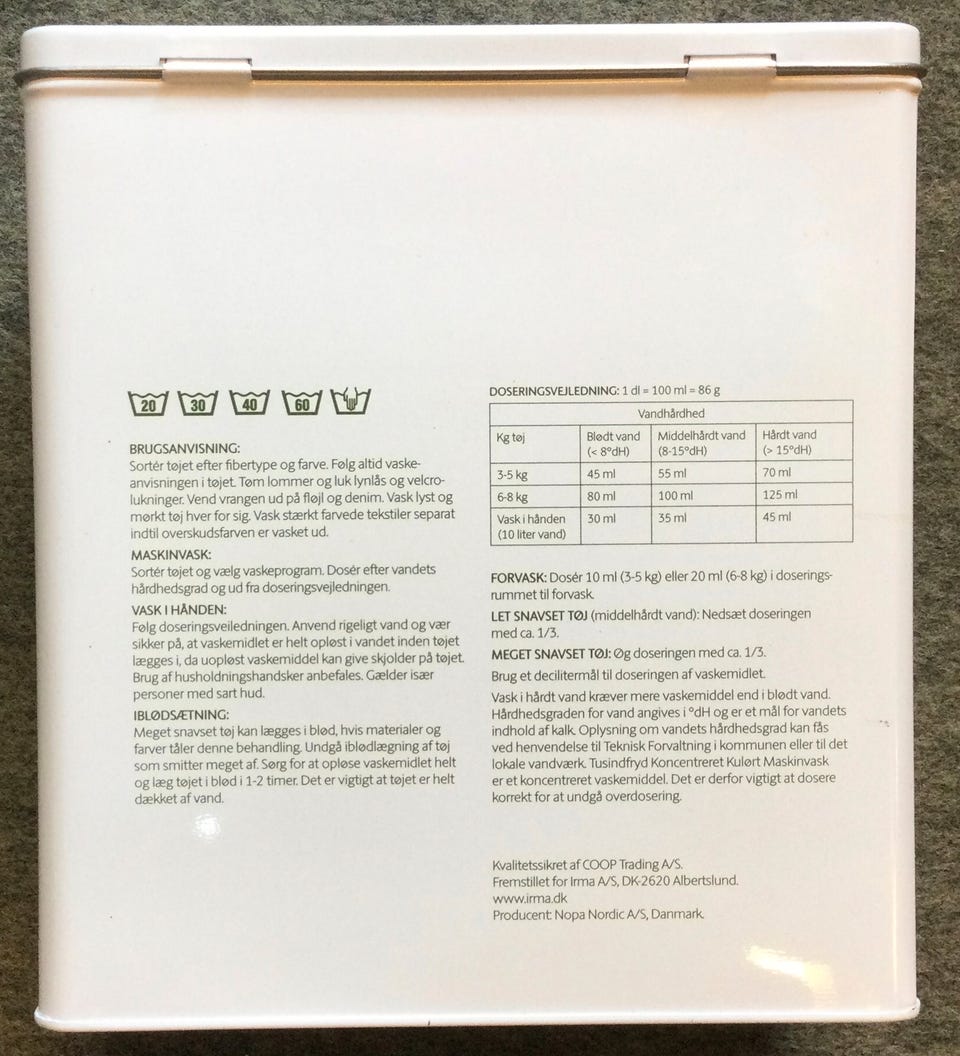 20 30 40 60
BRUGSANVISNING:
Sortér tøjet efter fibertype og farve. Følg altid vaske-
anvisningen i tøjet. Tøm lommer og luk lynlås og velcro-
lukninger. Vend vrangen ud på fløjl og denim. Vask lyst og
mørkt tøj hver for sig. Vask stærkt farvede tekstiler separat
indtil overskudsfarven er vasket ud.
MASKINVASK:
Sortér tøjet og vælg vaskeprogram. Dosér efter vandets
hårdhedsgrad og ud fra doseringsvejledningen.
VASK I HÅNDEN:
Følg doseringsveiledningen. Anvend rigeligt vand og vær
sikker på, at vaskemidlet er helt opløst i vandet inden tøjet
lægges i, da uopløst vaskemiddel kan give skjolder på tøjet.
Brug af husholdningshandsker anbefales. Gælder især
personer med sart hud.
IBLØDSÆTNING:
Meget snavset tøj kan lægges i blød, hvis materialer og
farver tåler denne behandling. Undgå iblødlægning af tøj
som smitter meget af. Sørg for at opløse vaskemidlet helt
og læg tøjet i blød i 1-2 timer. Det er vigtigt at tøjet er helt
dækket af vand.
DOSERINGSVEJLEDNING: 1 dl = 100 ml = 86 g
Vandhårdhed
Kg tøj Blødt vand (< 8°dH) Middelhårdt vand (8-15°dH) Hårdt vand (> 15°dH)
3-5 kg 45 ml 55 ml 70 ml
6-8 kg 80 ml 100 ml 125 ml
Vask i hånden (10 liter vand) 30 ml 35 ml 45 ml
FORVASK: Dosér 10 ml (3-5 kg) eller 20 ml (6-8 kg) i doserings-
rummet til forvask.
LET SNAVSET TØJ (middelhårdt vand): Nedsæt doseringen
med ca. 1/3.
MEGET SNAVSET TØJ: Øg doseringen med ca. 1/3.
Brug et decilitermål til doseringen af vaskemidlet.
Vask i hårdt vand kræver mere vaskemiddel end i blødt vand.
Hårdhedsgraden for vand angives i °dH og er et mål for vandets
indhold af kalk. Oplysning om vandets hårdhedsgrad kan fås
ved henvendelse til Teknisk Forvaltning i kommunen eller til det
lokale vandværk. Tusindfryd Koncentreret Kulørt Maskinvask
er et koncentreret vaskemiddel. Det er derfor vigtigt at dosere
korrekt for at undgå overdosering.
Kvalitetssikret af COOP Trading A/S.
Fremstillet for Irma A/S, DK-2620 Albertslund.
www.irma.dk
Producent: Nopa Nordic A/S, Danmark.